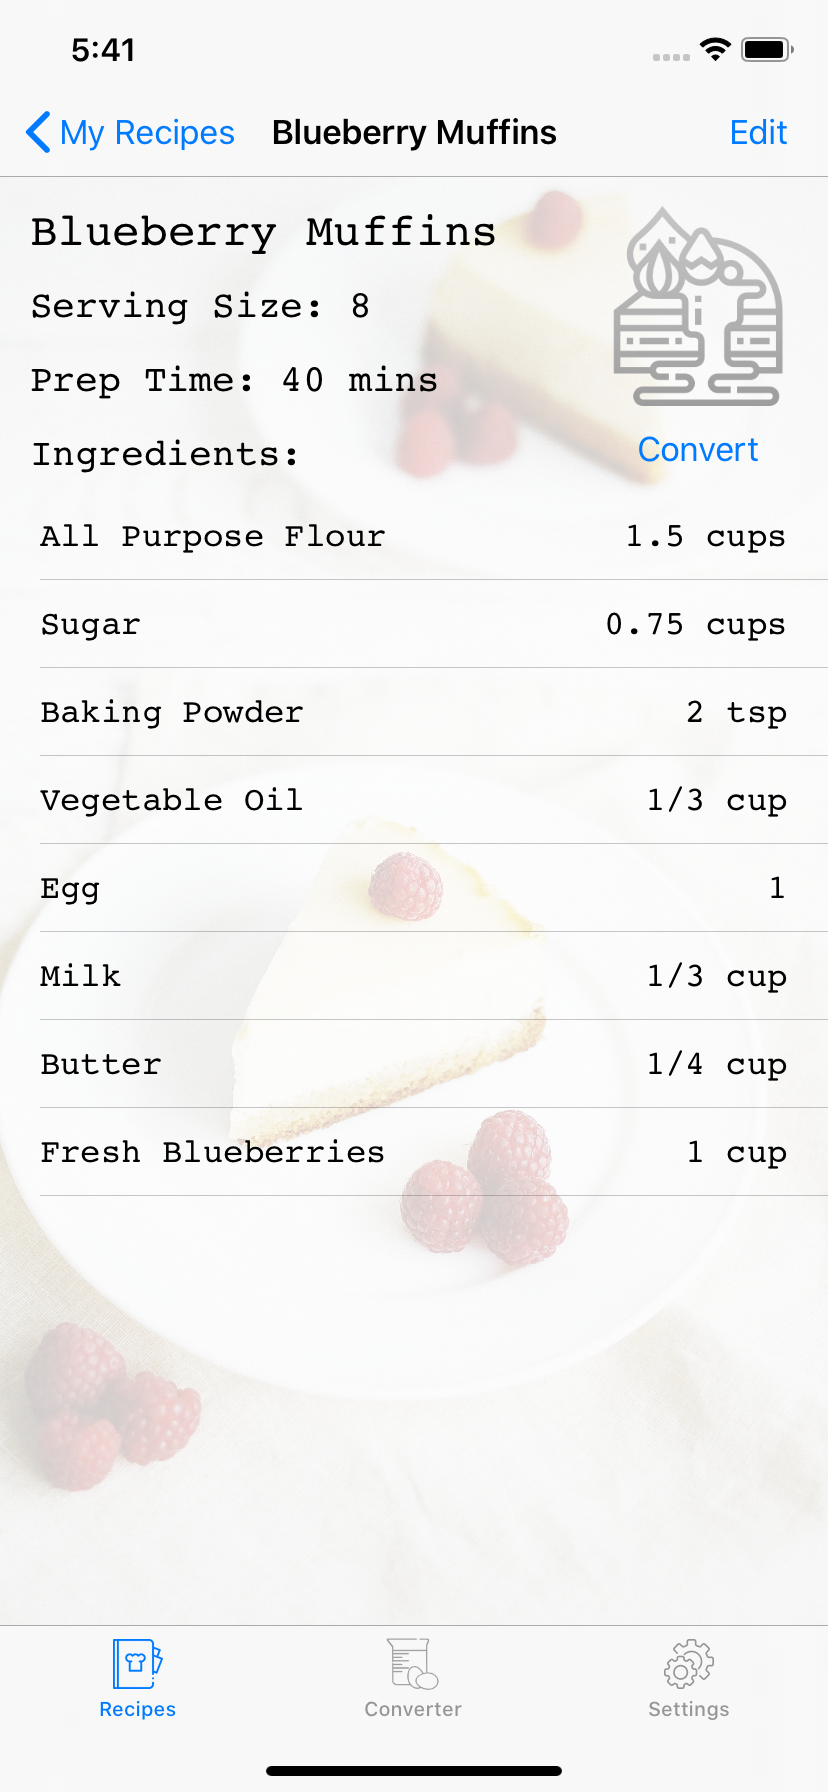 5:41
My Recipes Blueberry Muffins Edit
Blueberry Muffins
Serving Size: 8
Prep Time: 40 mins
Ingredients:
Convert
All Purpose Flour 1.5 cups
Sugar 0.75 cups
Baking Powder 2 tsp
Vegetable Oil 1/3 cup
Egg 1
Milk 1/3 cup
Butter 1/4 cup
Fresh Blueberries 1 cup
Recipes Converter Settings